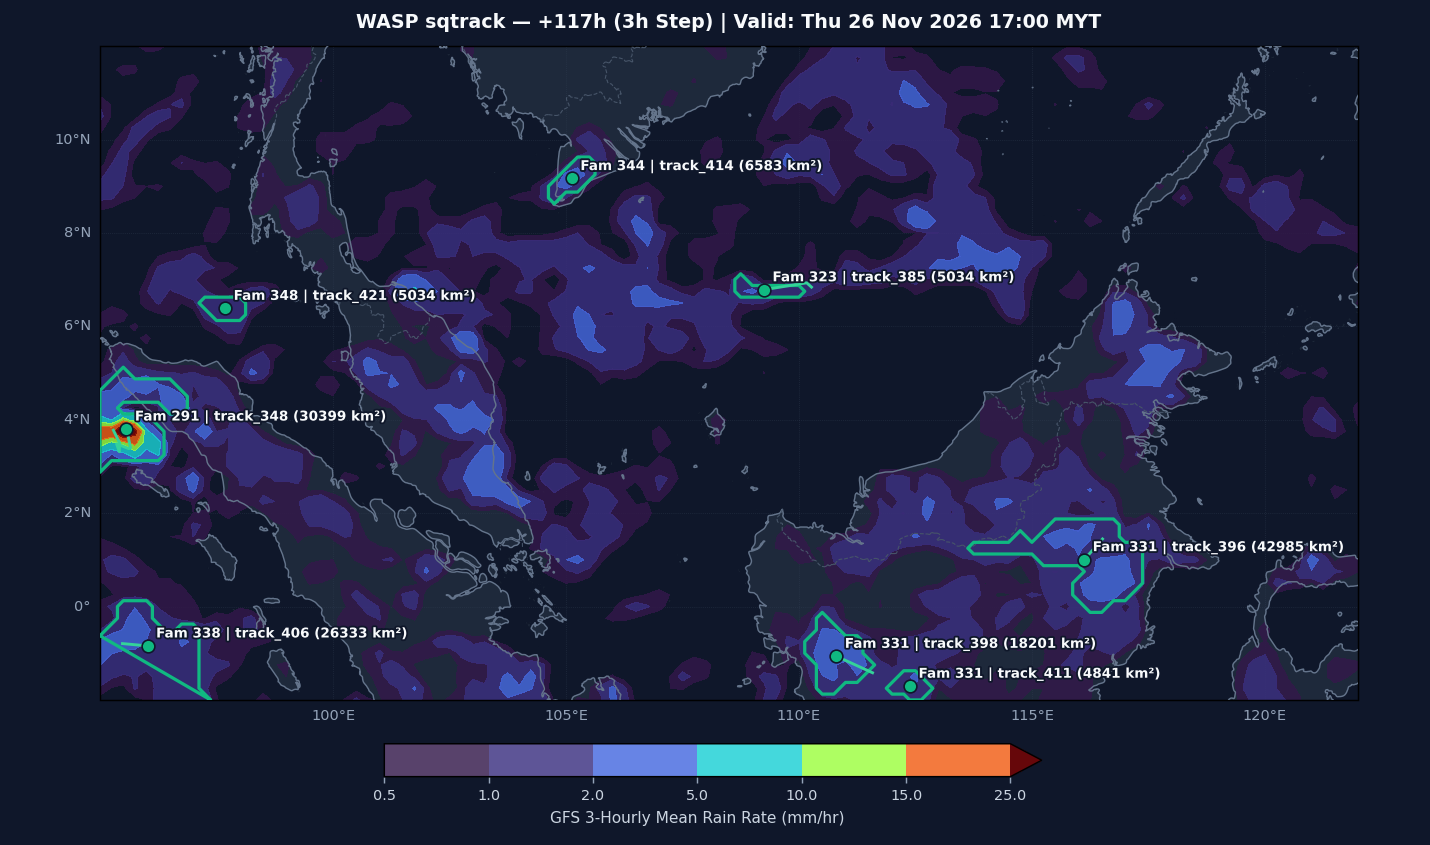 WASP sqtrack — +117h (3h Step) | Valid: Thu 26 Nov 2026 17:00 MYT
10°N
8°N
6°N
4°N
2°N
0°
Fam 344 | track_414 (6583 km²)
Fam 323 | track_385 (5034 km²)
Fam 348 | track_421 (5034 km²)
Fam 291 | track_348 (30399 km²)
Fam 331 | track_396 (42985 km²)
Fam 338 | track_406 (26333 km²)
Fam 331 | track_398 (18201 km²)
Fam 331 | track_411 (4841 km²)
100°E 105°E 110°E 115°E 120°E
0.5 1.0 2.0 5.0 10.0 15.0 25.0
GFS 3-Hourly Mean Rain Rate (mm/hr)